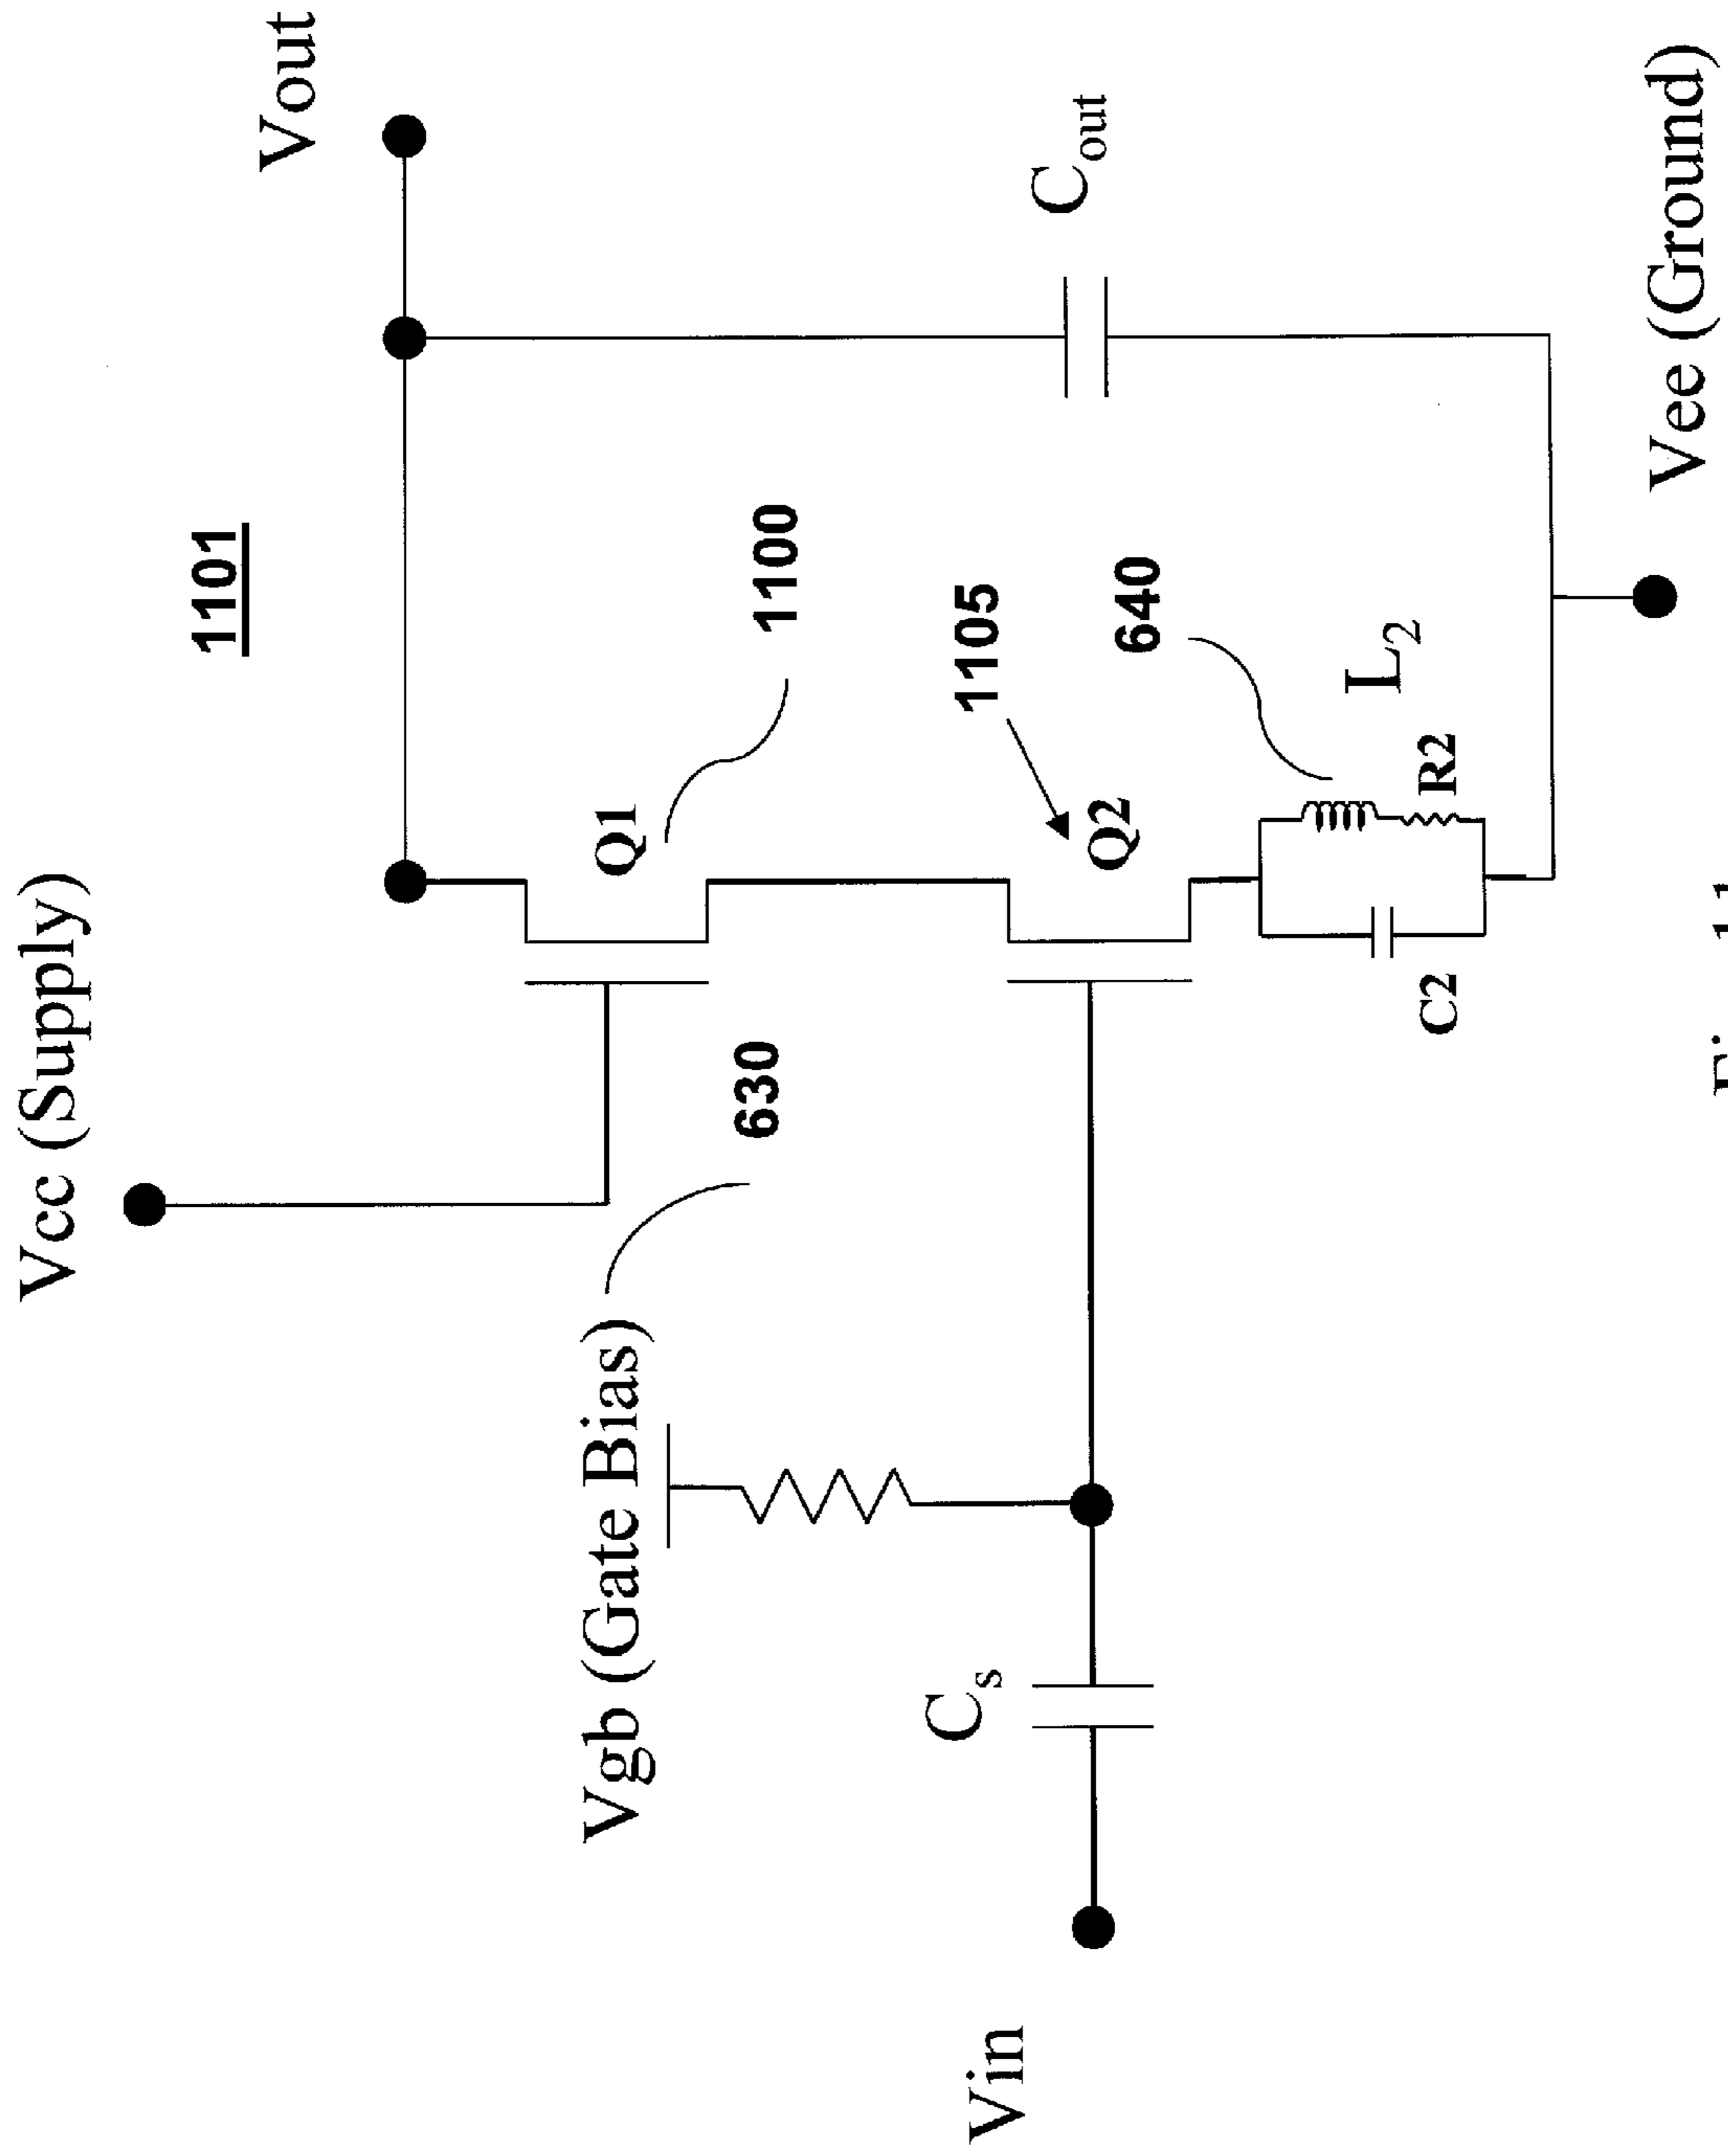 Vcc (Supply)
1101
Vout
Q1
1100
Vgb (Gate Bias)
630
Cs
Vin
1105
Q2
640
Cout
L2
R2
C2
Vee (Ground)